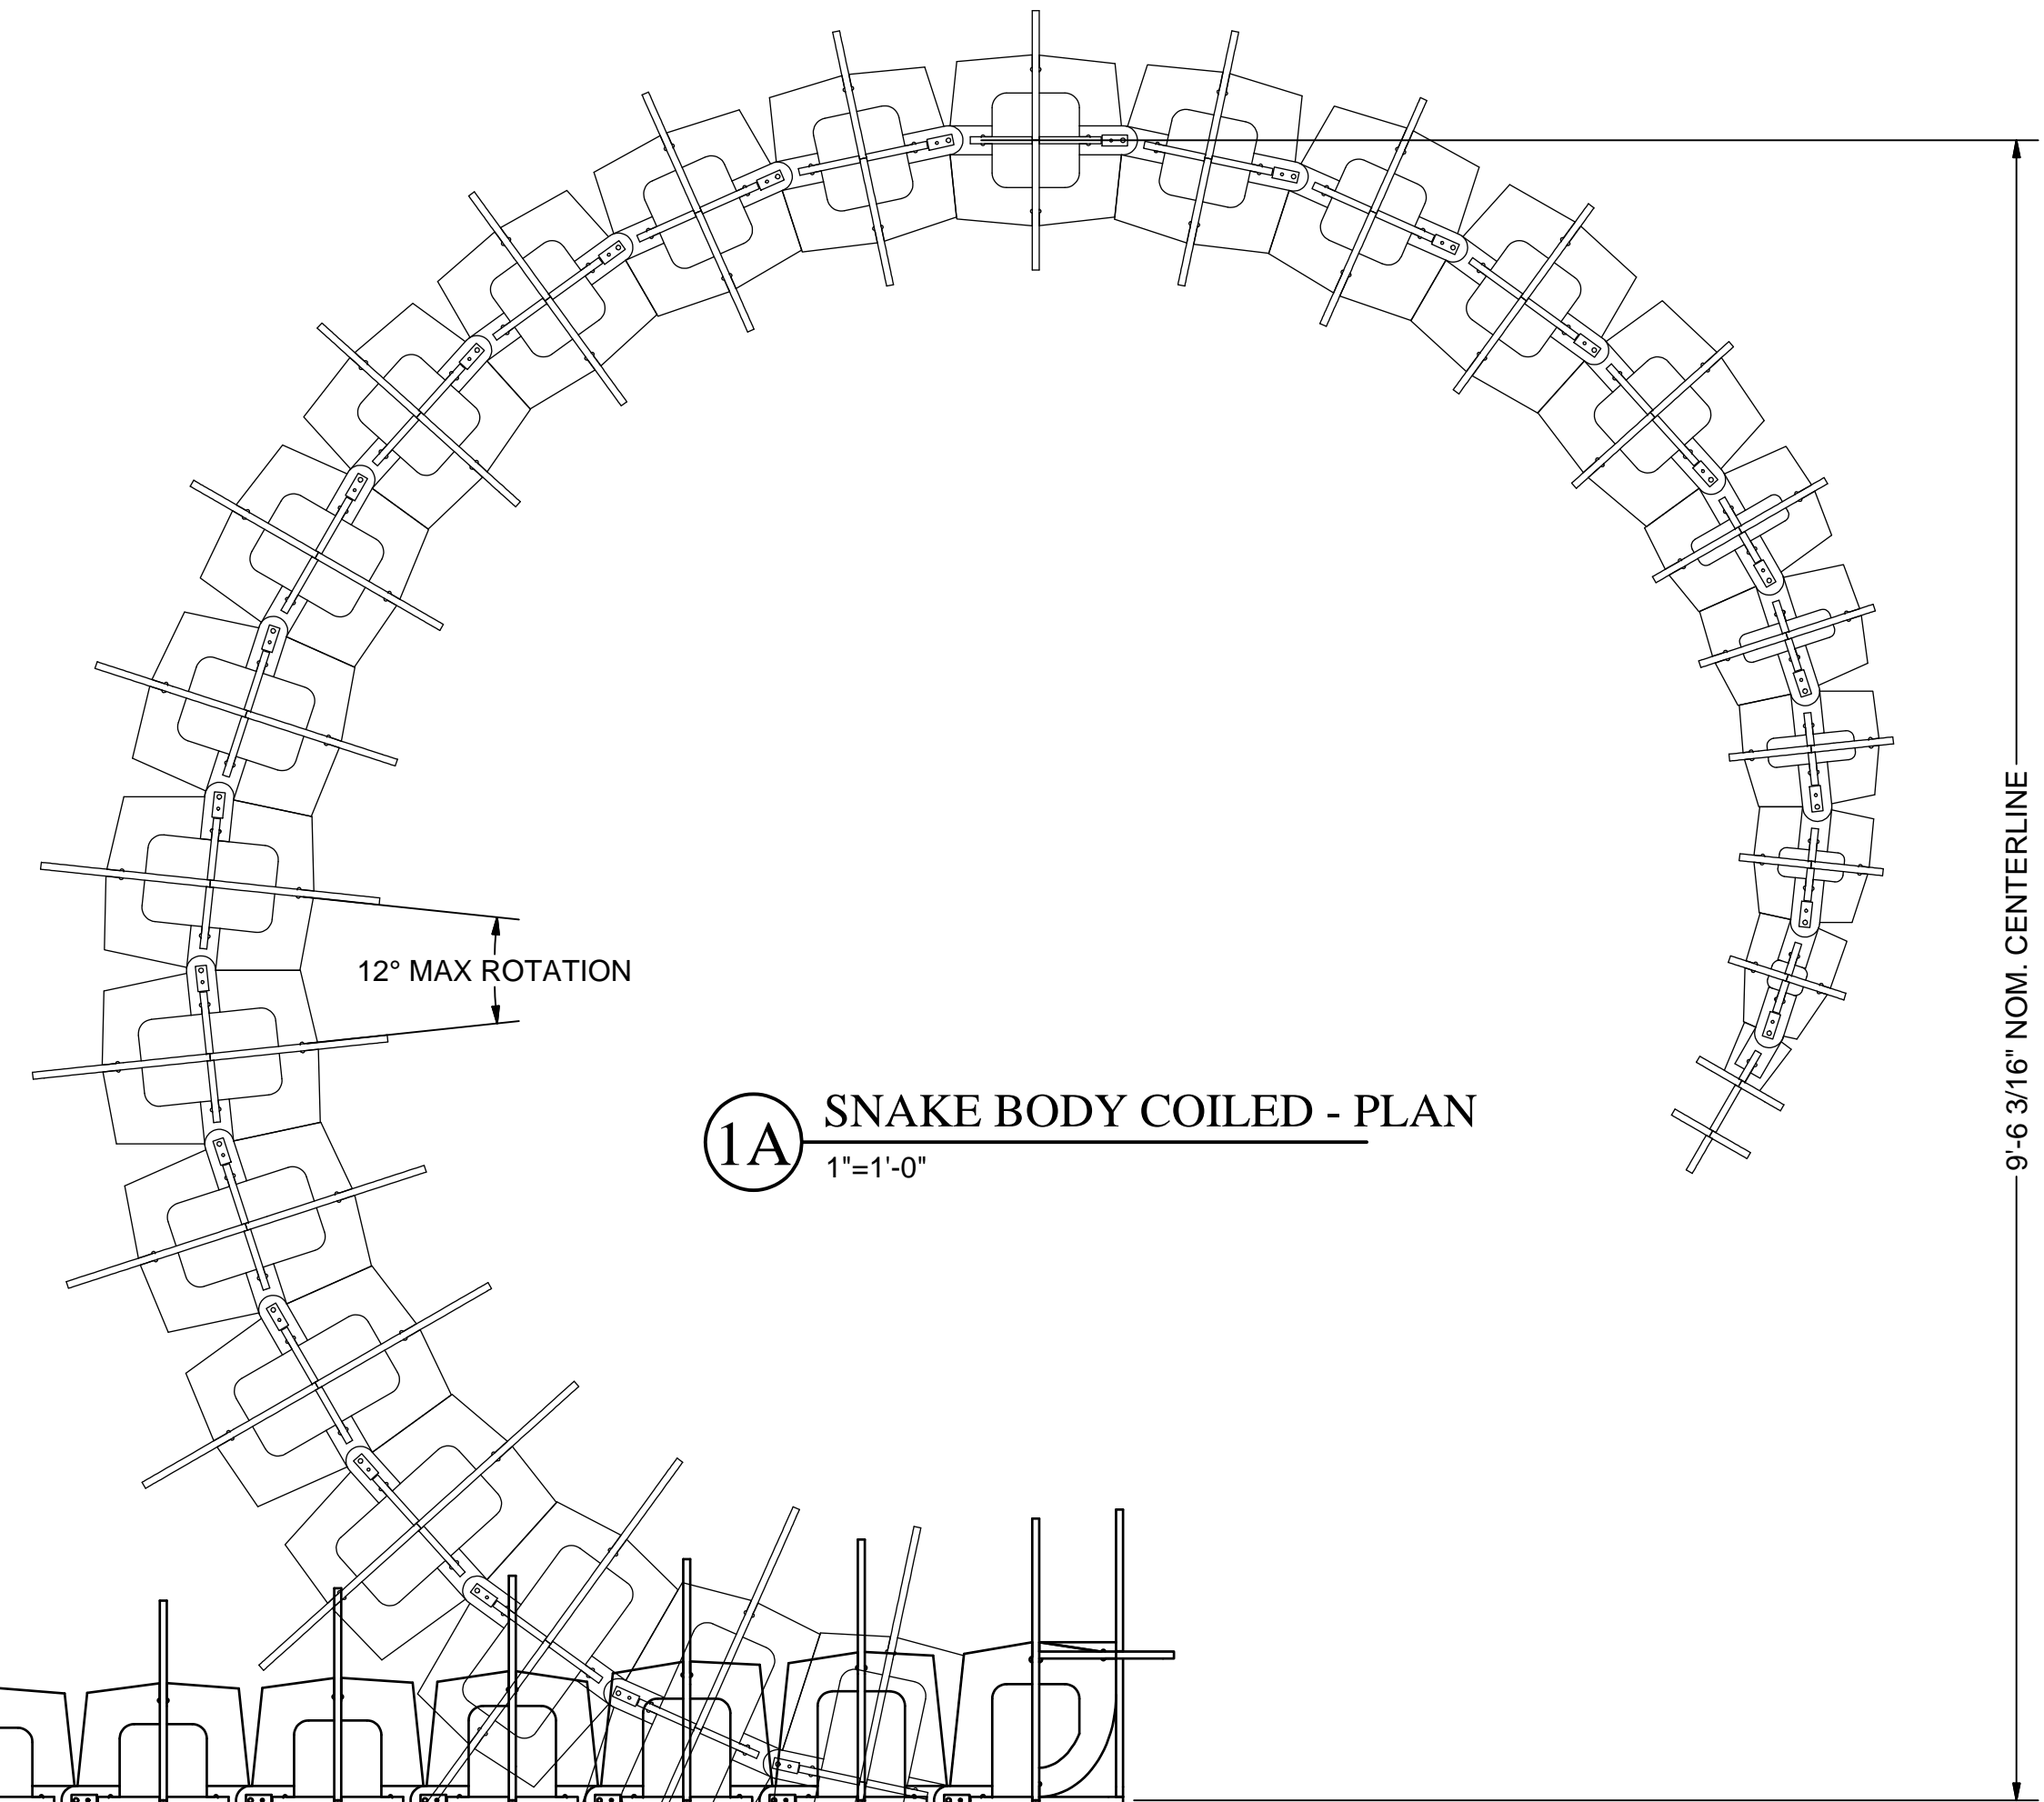 12° MAX ROTATION
1A
SNAKE BODY COILED - PLAN
1"=1'-0"
9'-6 3/16" NOM. CENTERLINE